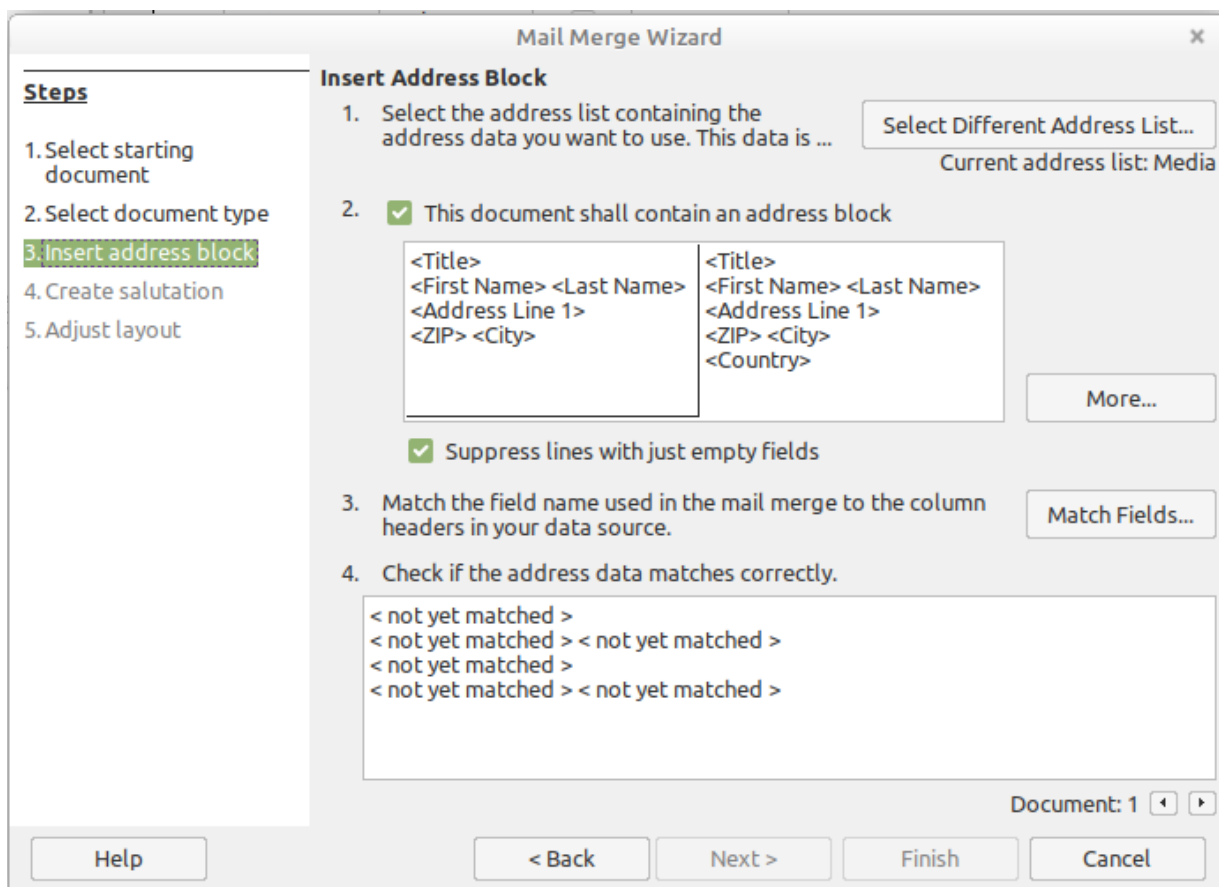 Mail Merge Wizard
Steps
1. Select starting
document
2. Select document type
3. Insert address block
4. Create salutation
5. Adjust layout
Insert Address Block
1. Select the address list containing the
address data you want to use. This data is ...
Select Different Address List...
Current address list: Media
2. This document shall contain an address block
<Title>
<First Name> <Last Name>
<Address Line 1>
<ZIP> <City>
<Title>
<First Name> <Last Name>
<Address Line 1>
<ZIP> <City>
<Country>
More...
Suppress lines with just empty fields
3. Match the field name used in the mail merge to the column
headers in your data source.
Match Fields...
4. Check if the address data matches correctly.
< not yet matched >
< not yet matched > < not yet matched >
< not yet matched >
< not yet matched > < not yet matched >
Document: 1
Help
< Back
Next >
Finish
Cancel